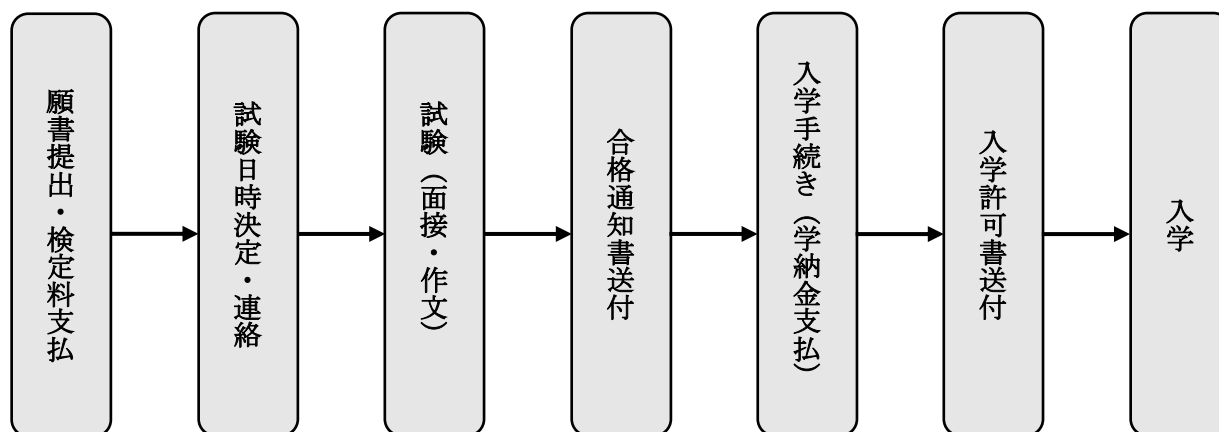 願書提出・検定料支払
試験日時決定・連絡
試験（面接・作文）
合格通知書送付
入学手続き（学納金支払）
入学許可書送付
入学